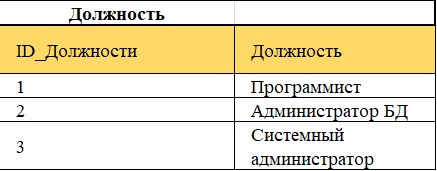 Должность
ID_Должности Должность
1 Программист
2 Администратор БД
3 Системный
администратор